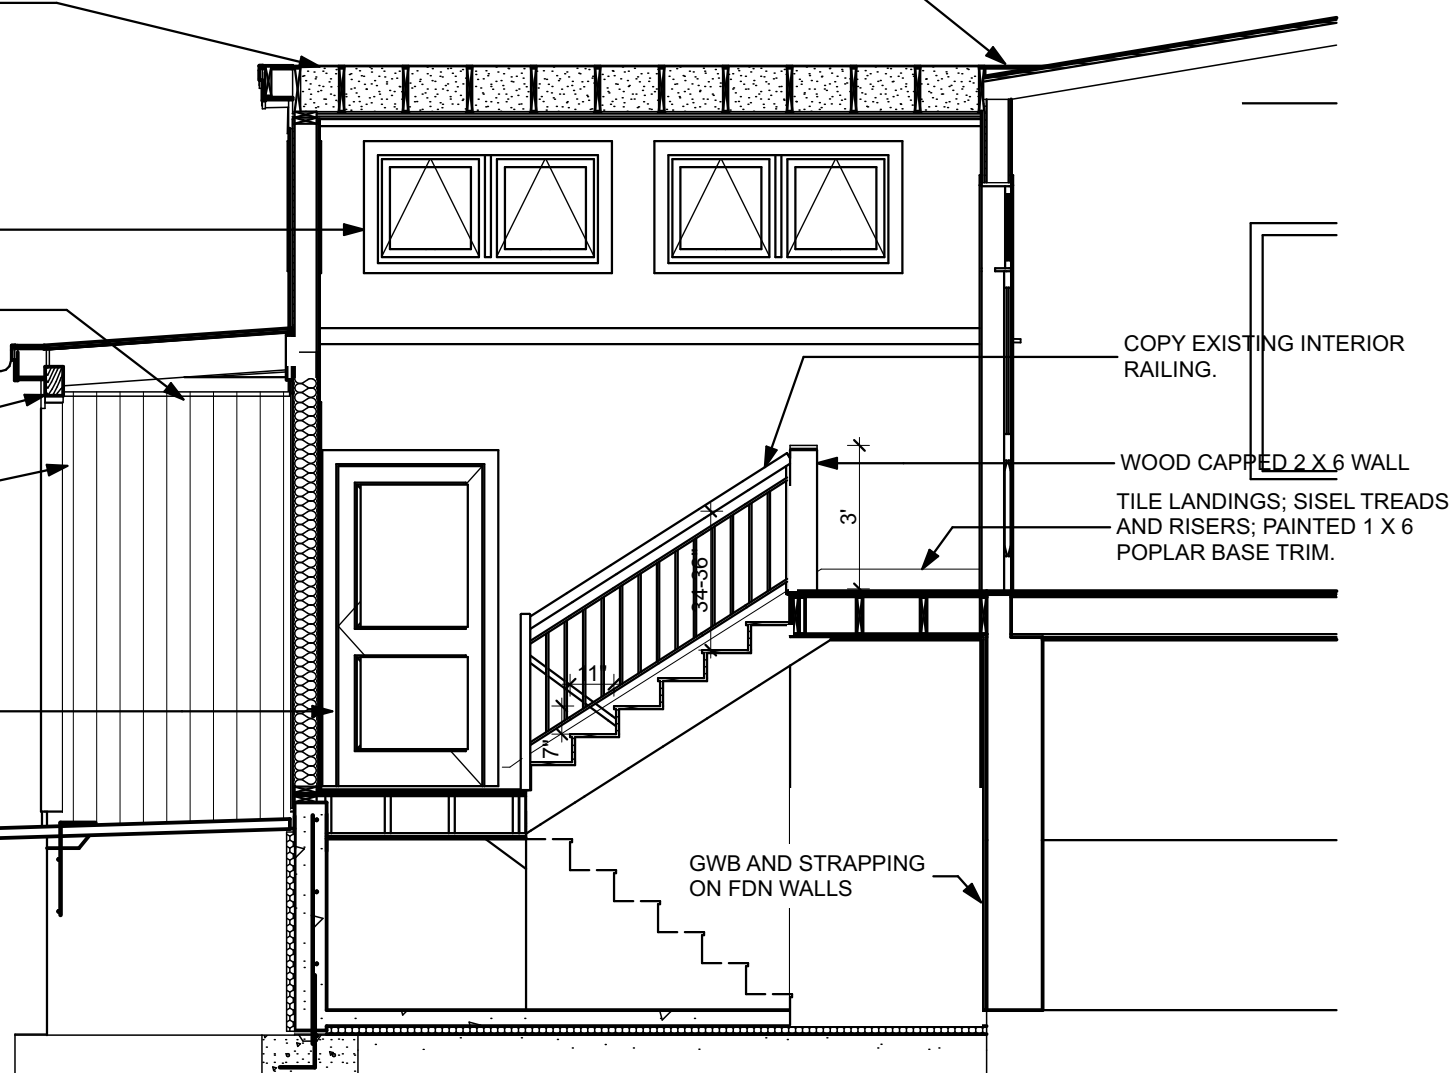 COPY EXISTING INTERIOR
RAILING.
WOOD CAPPED 2 X 6 WALL
3'
TILE LANDINGS; SISEL TREADS
AND RISERS; PAINTED 1 X 6
POPLAR BASE TRIM.
34-36"
11"
7"
GWB AND STRAPPING
ON FDN WALLS